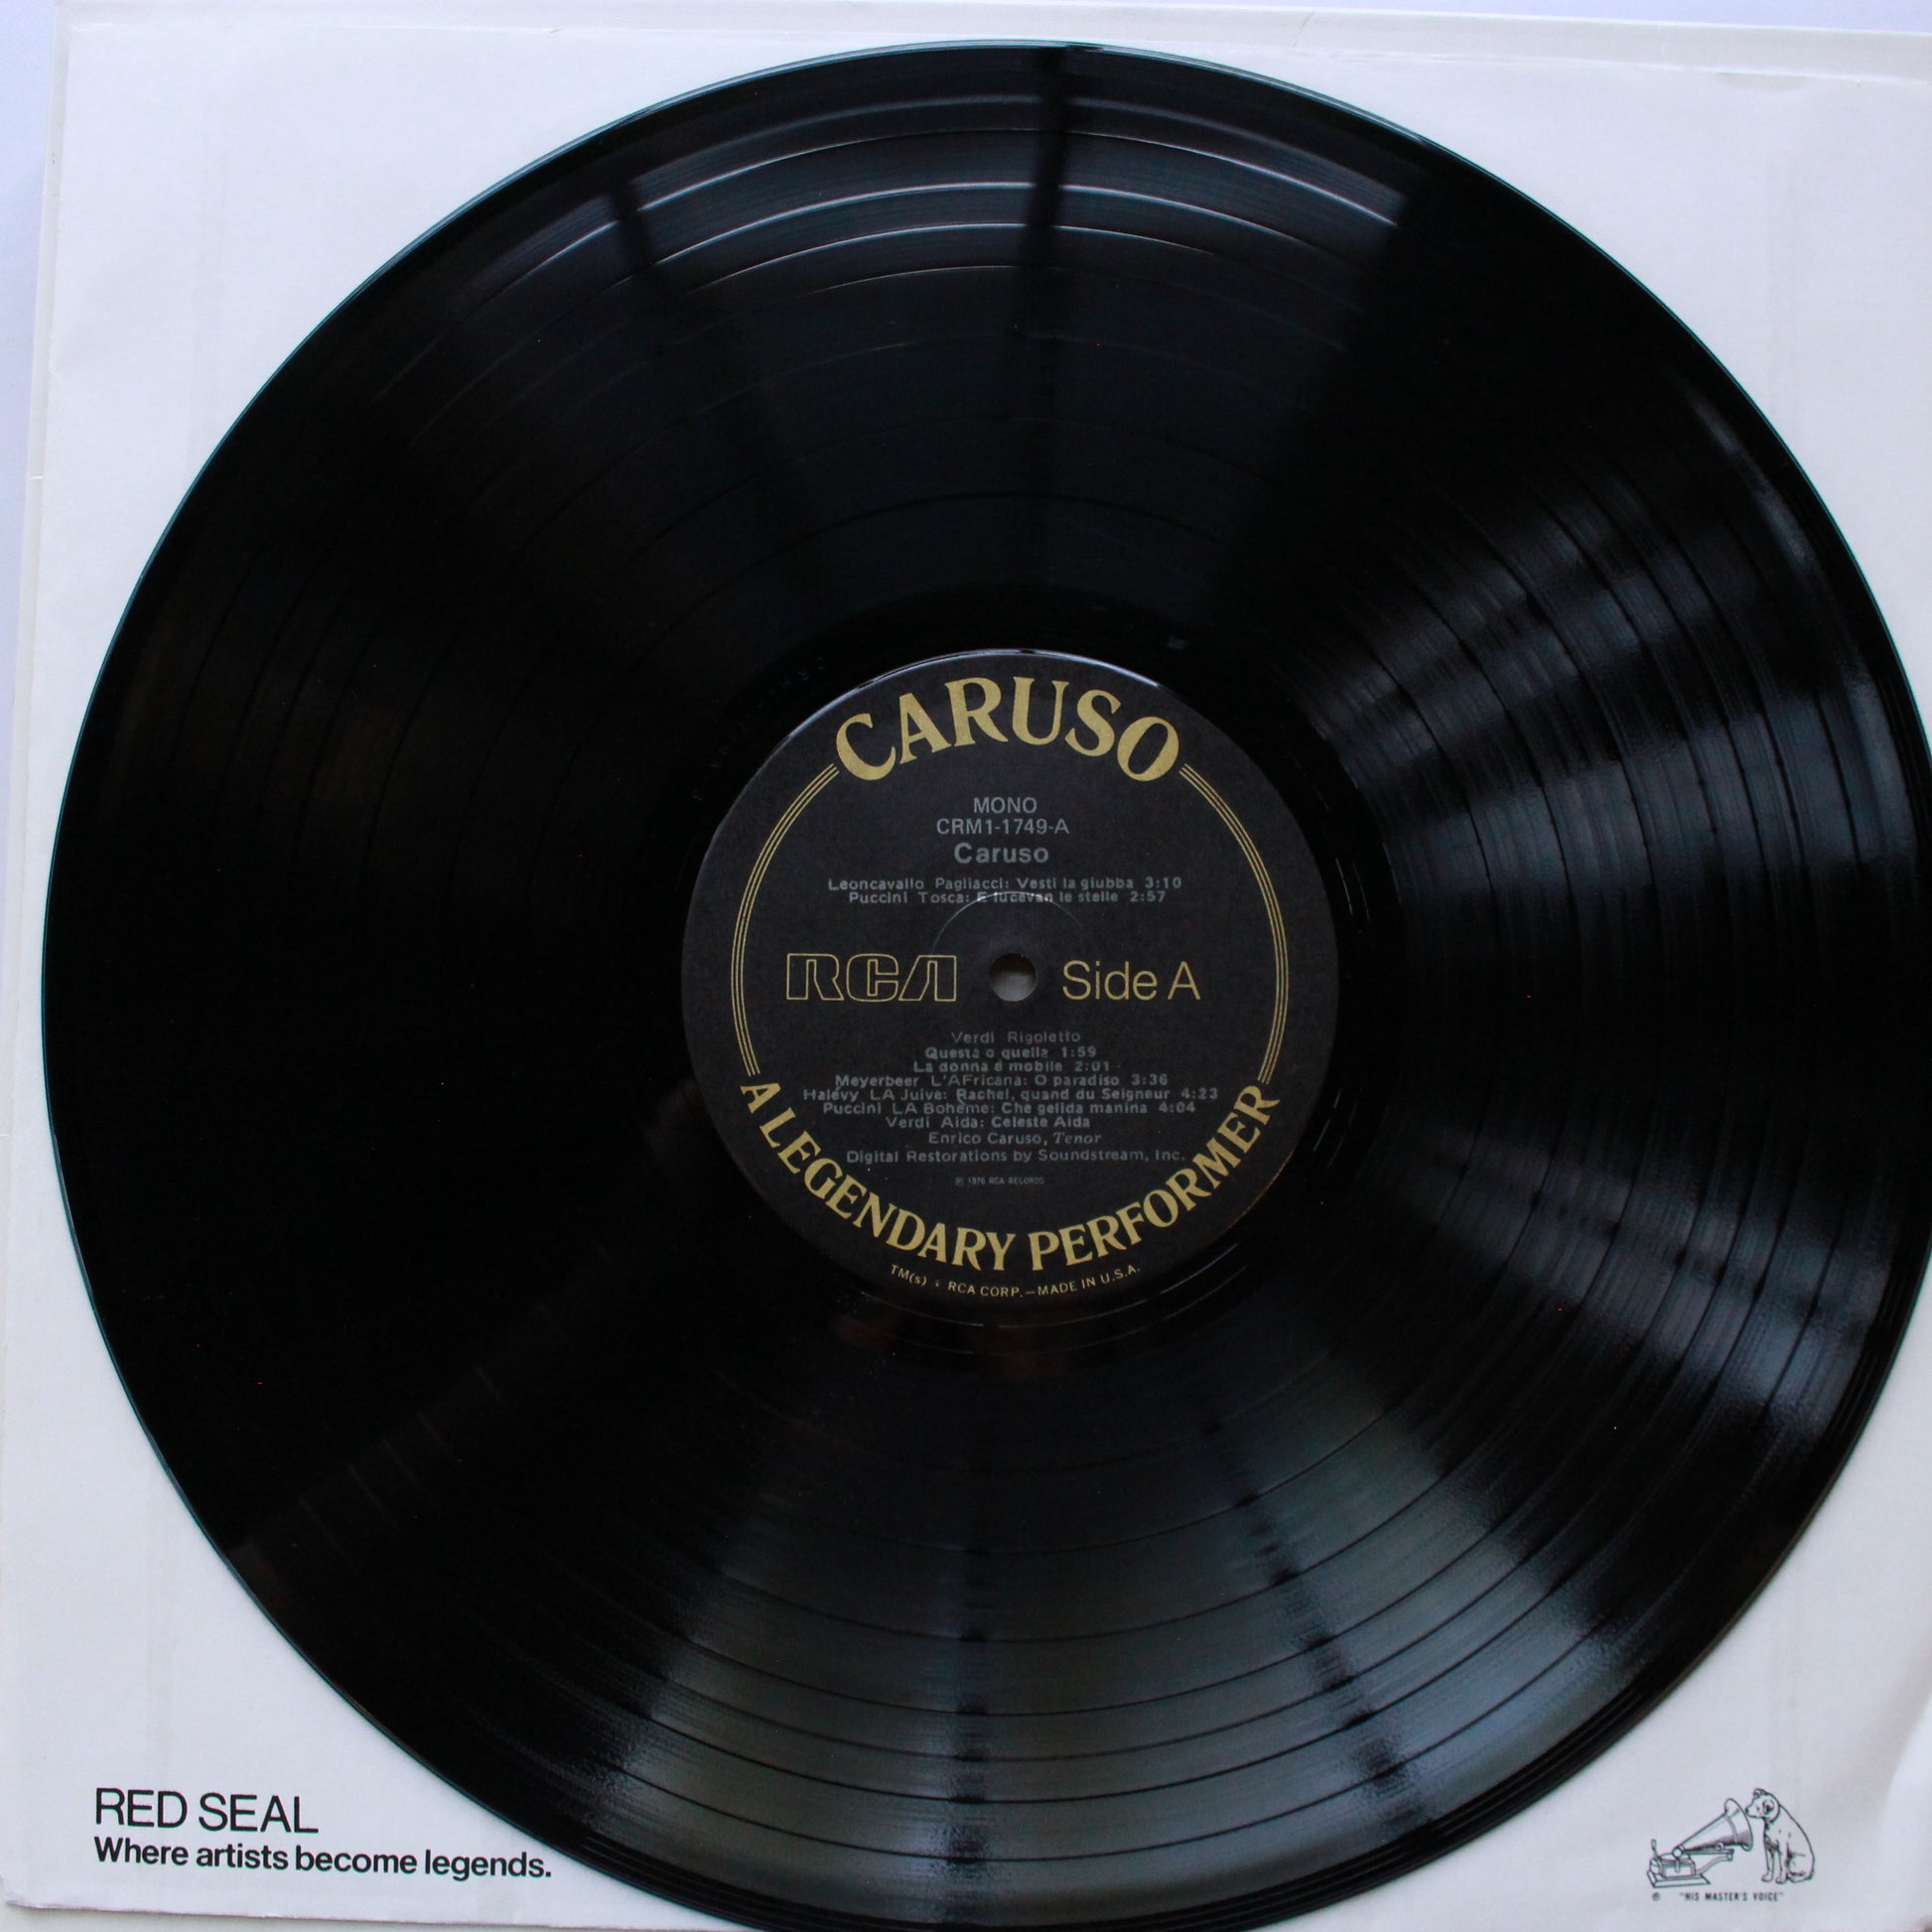 CARUSO
MONO
CRM1-1749-A
Caruso
Leoncavallo Pagliacci: Vesti la giubba 3:10
Puccini Tosca: E lucevan le stelle 2:57
RCA Side A
Verdi Rigoletto
Questa o quella 1:59
La donna é mobile 2:01
Meyerbeer L'AFricana: O paradiso 3:36
Halévy LA Juive: Rachel, quand du Seigneur 4:23
Puccini LA Bohème: Che gelida manina 4:04
Verdi Aida: Celeste Aida
Enrico Caruso, Tenor
Digital Restorations by Soundstream, Inc.
℗ 1976 RCA RECORDS
A LEGENDARY PERFORMER
TM(s) RCA CORP.—MADE IN U.S.A.
RED SEAL
Where artists become legends.
"HIS MASTER'S VOICE"